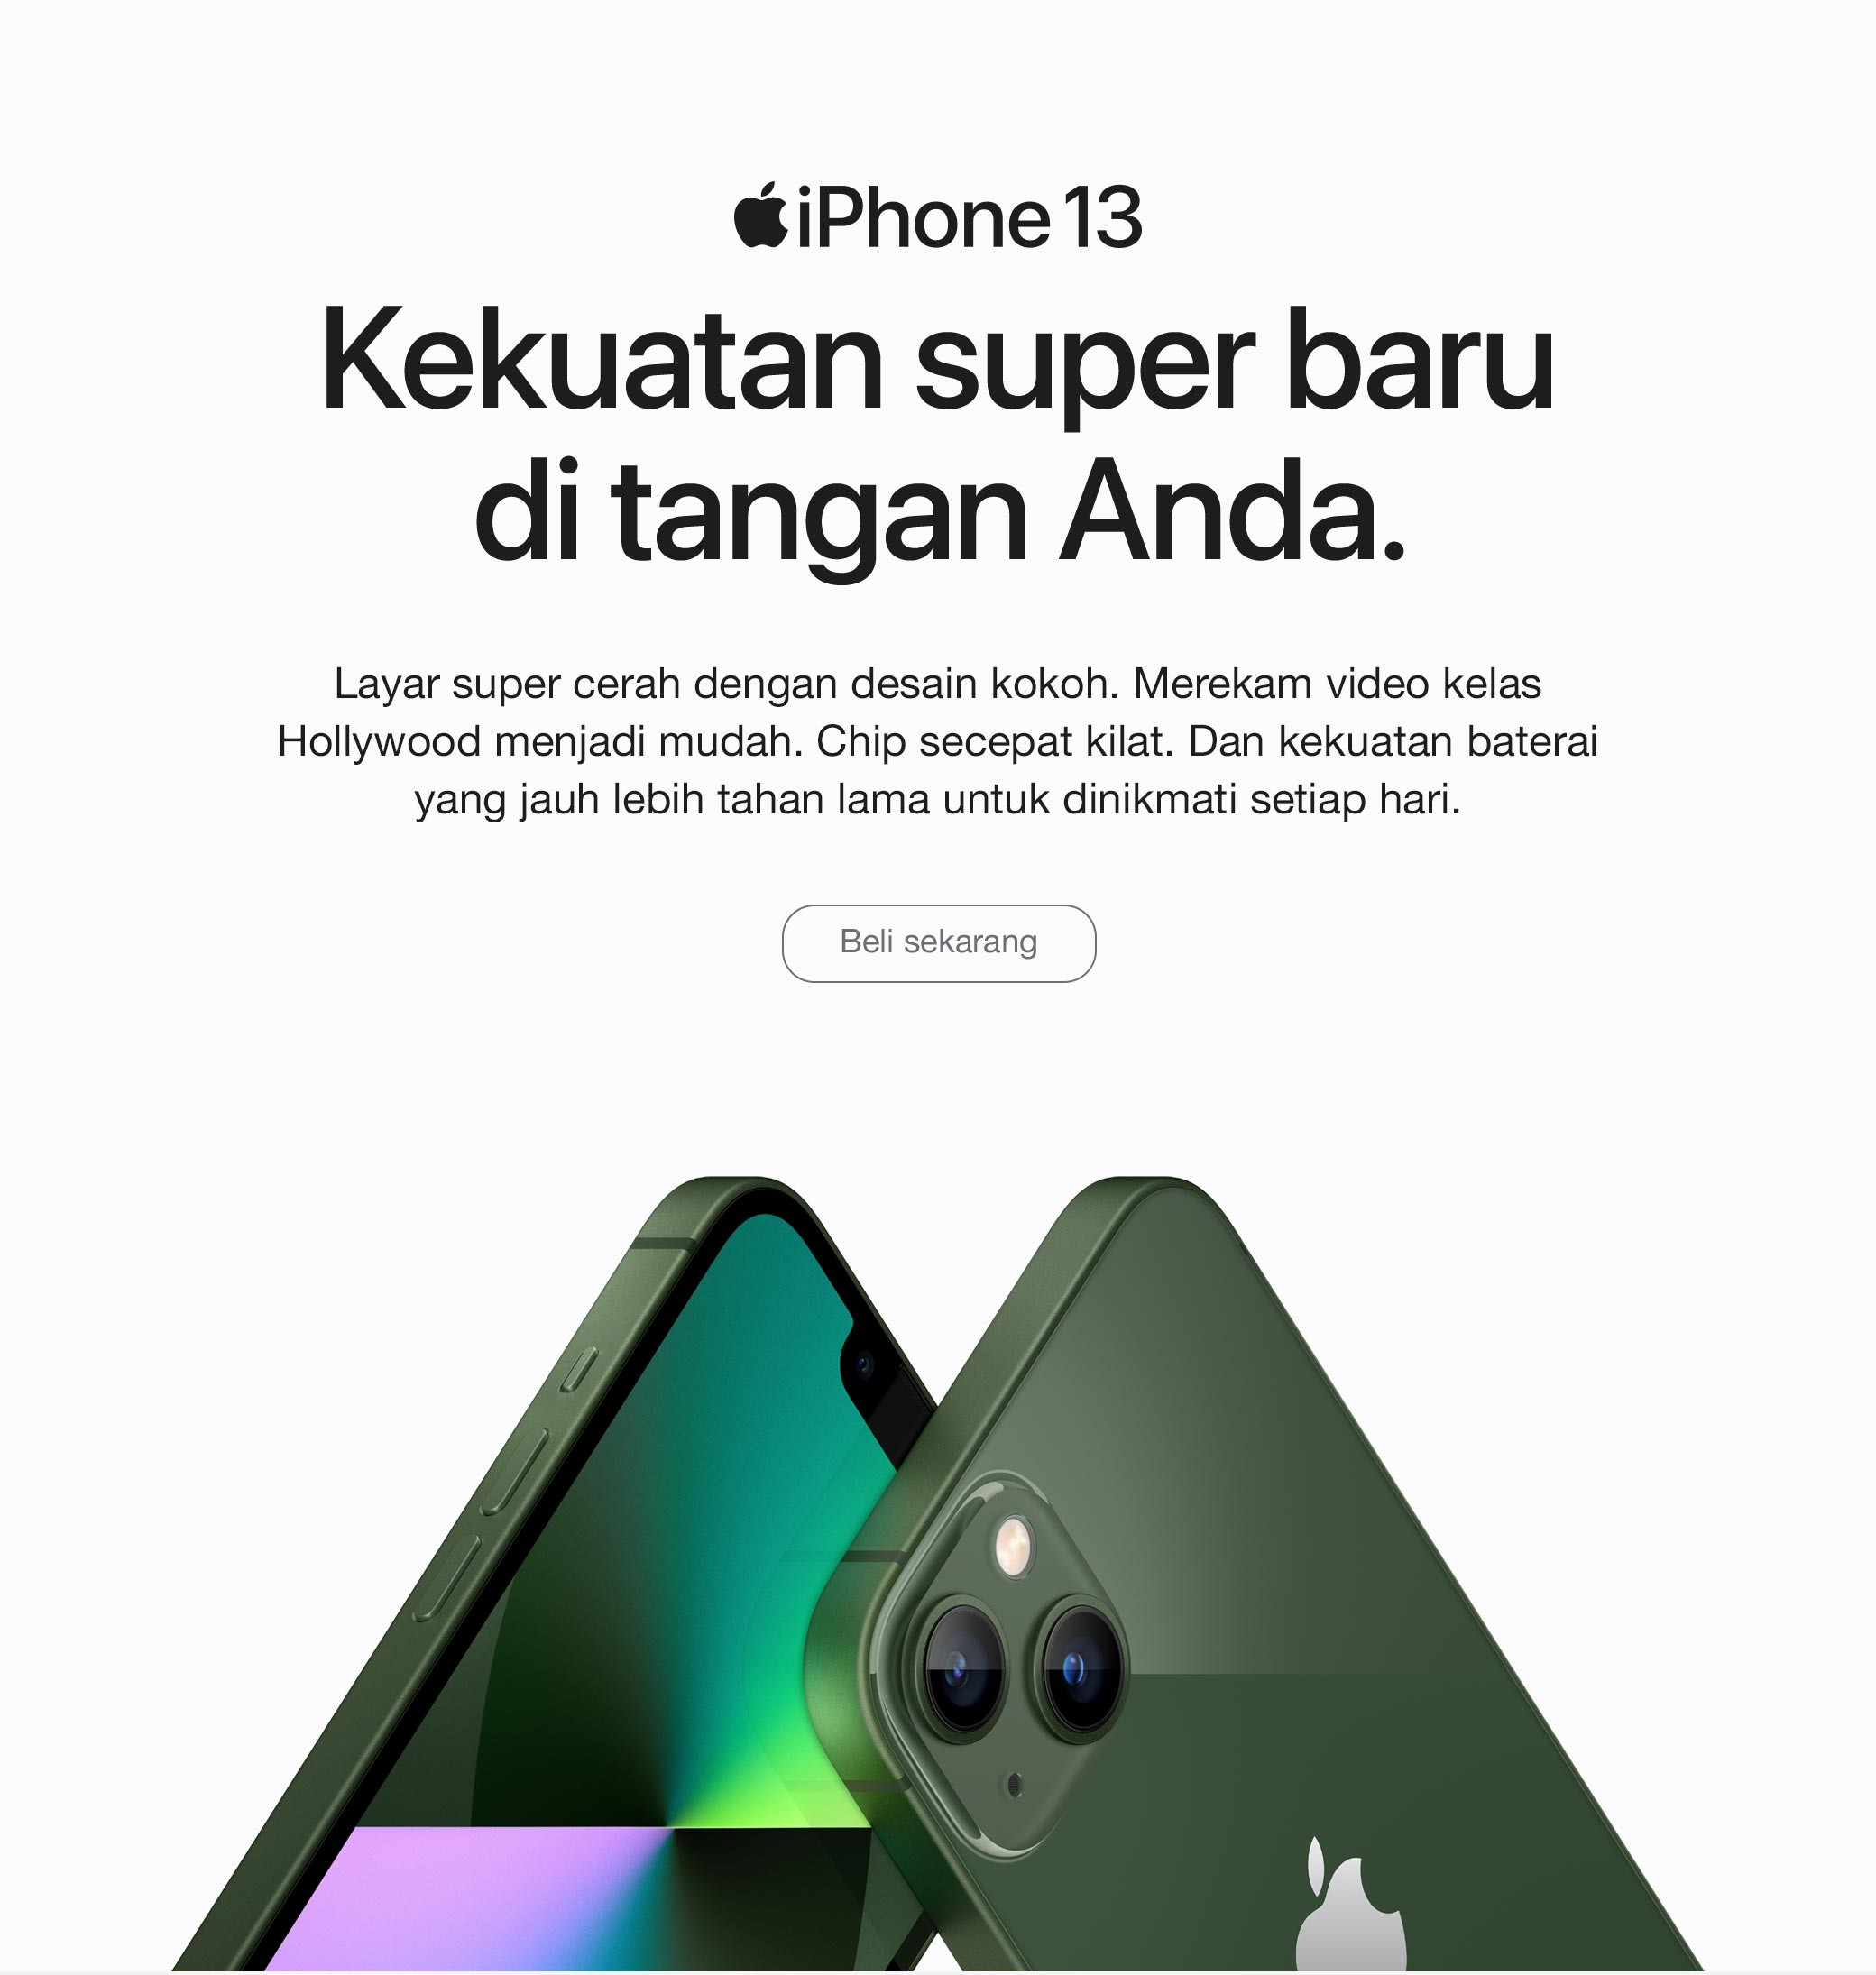 iPhone 13
Kekuatan super baru
di tangan Anda.
Layar super cerah dengan desain kokoh. Merekam video kelas
Hollywood menjadi mudah. Chip secepat kilat. Dan kekuatan baterai
yang jauh lebih tahan lama untuk dinikmati setiap hari.
Beli sekarang